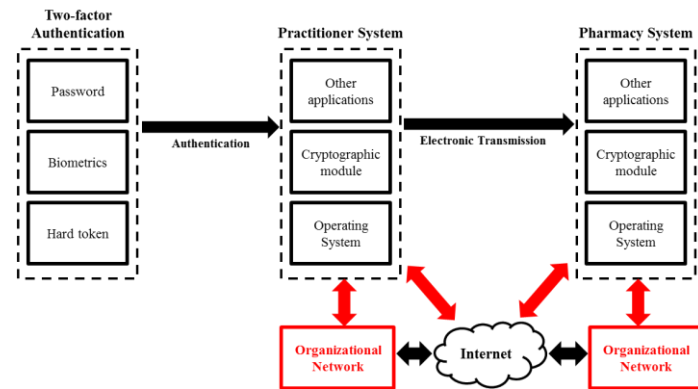 Two-factor
Authentication
Practitioner System
Pharmacy System
Password
Biometrics
Hard token
Authentication
Other
applications
Cryptographic
module
Operating
System
Electronic Transmission
Other
applications
Cryptographic
module
Operating
System
Organizational
Network
Internet
Organizational
Network